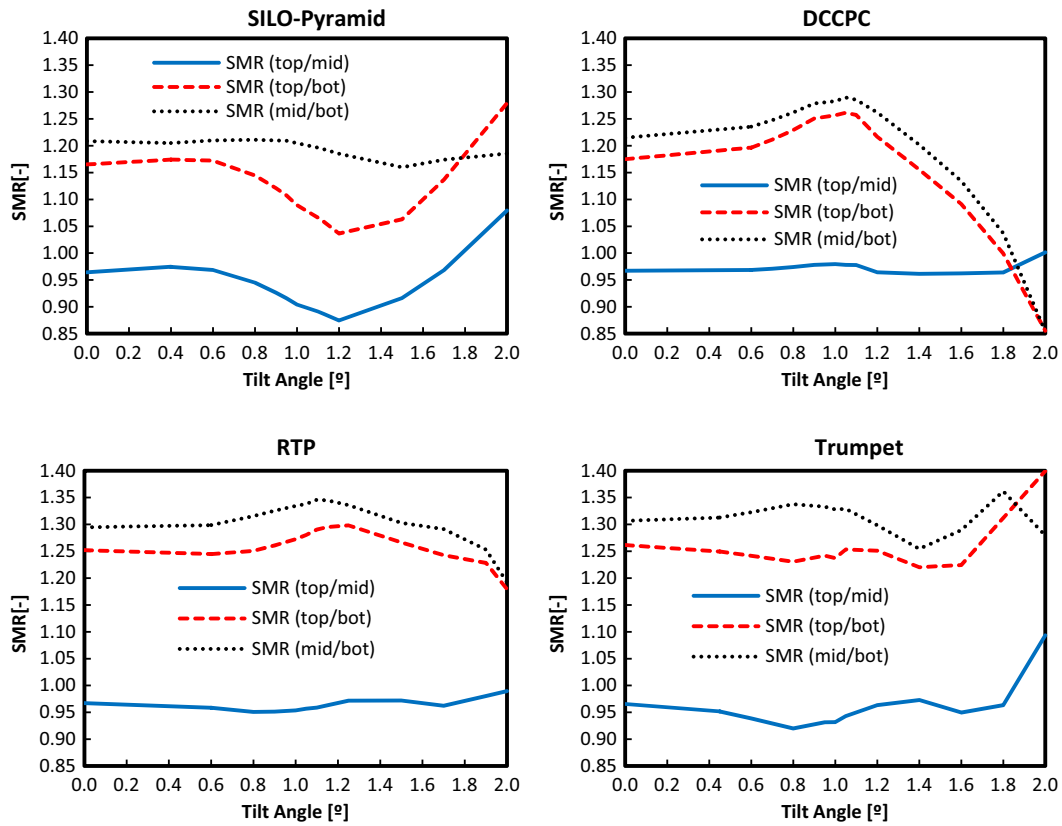 SILO-Pyramid
SMR[-]
1.40
1.35
1.30
1.25
1.20
1.15
1.10
1.05
1.00
0.95
0.90
0.85
SMR (top/mid)
SMR (top/bot)
SMR (mid/bot)
0.0 0.2 0.4 0.6 0.8 1.0 1.2 1.4 1.6 1.8 2.0
Tilt Angle [º]
DCCPC
SMR[-]
1.40
1.35
1.30
1.25
1.20
1.15
1.10
1.05
1.00
0.95
0.90
0.85
SMR (top/mid)
SMR (top/bot)
SMR (mid/bot)
0.0 0.2 0.4 0.6 0.8 1.0 1.2 1.4 1.6 1.8 2.0
Tilt Angle [º]
RTP
SMR[-]
1.40
1.35
1.30
1.25
1.20
1.15
1.10
1.05
1.00
0.95
0.90
0.85
SMR (top/mid)
SMR (top/bot)
SMR (mid/bot)
0.0 0.2 0.4 0.6 0.8 1.0 1.2 1.4 1.6 1.8 2.0
Tilt Angle [º]
Trumpet
SMR[-]
1.40
1.35
1.30
1.25
1.20
1.15
1.10
1.05
1.00
0.95
0.90
0.85
SMR (top/mid)
SMR (top/bot)
SMR (mid/bot)
0.0 0.2 0.4 0.6 0.8 1.0 1.2 1.4 1.6 1.8 2.0
Tilt Angle [º]